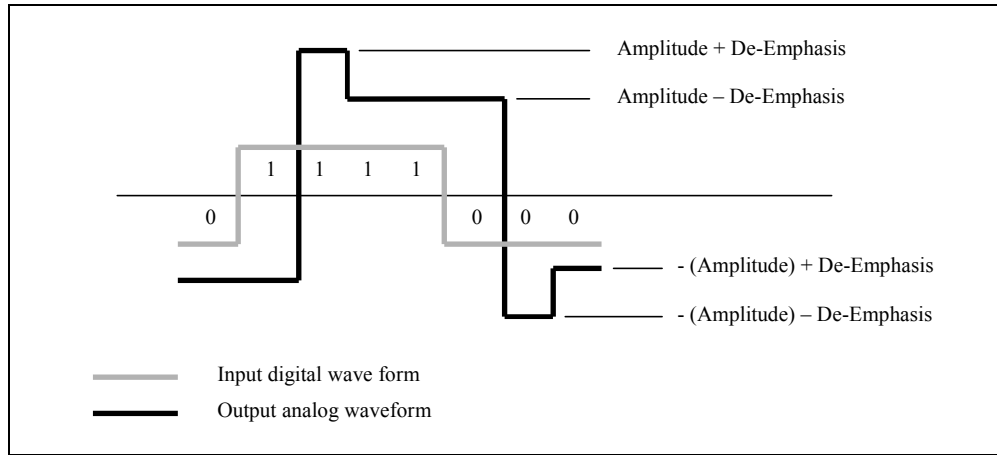 Amplitude + De-Emphasis
Amplitude – De-Emphasis
1 1 1 1
0 0 0 0
- (Amplitude) + De-Emphasis
- (Amplitude) – De-Emphasis
Input digital wave form
Output analog waveform